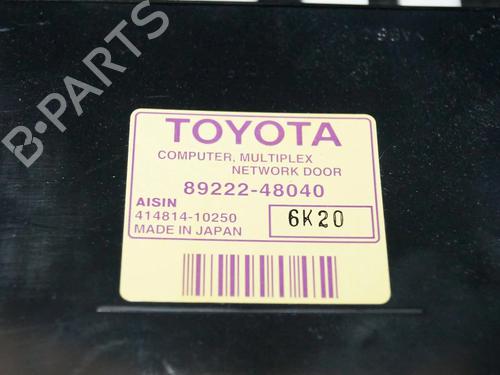 TOYOTA
COMPUTER, MULTIPLEX
NETWORK DOOR
89222-48040
AISIN
414814-10250
6K20
MADE IN JAPAN
B·PARTS